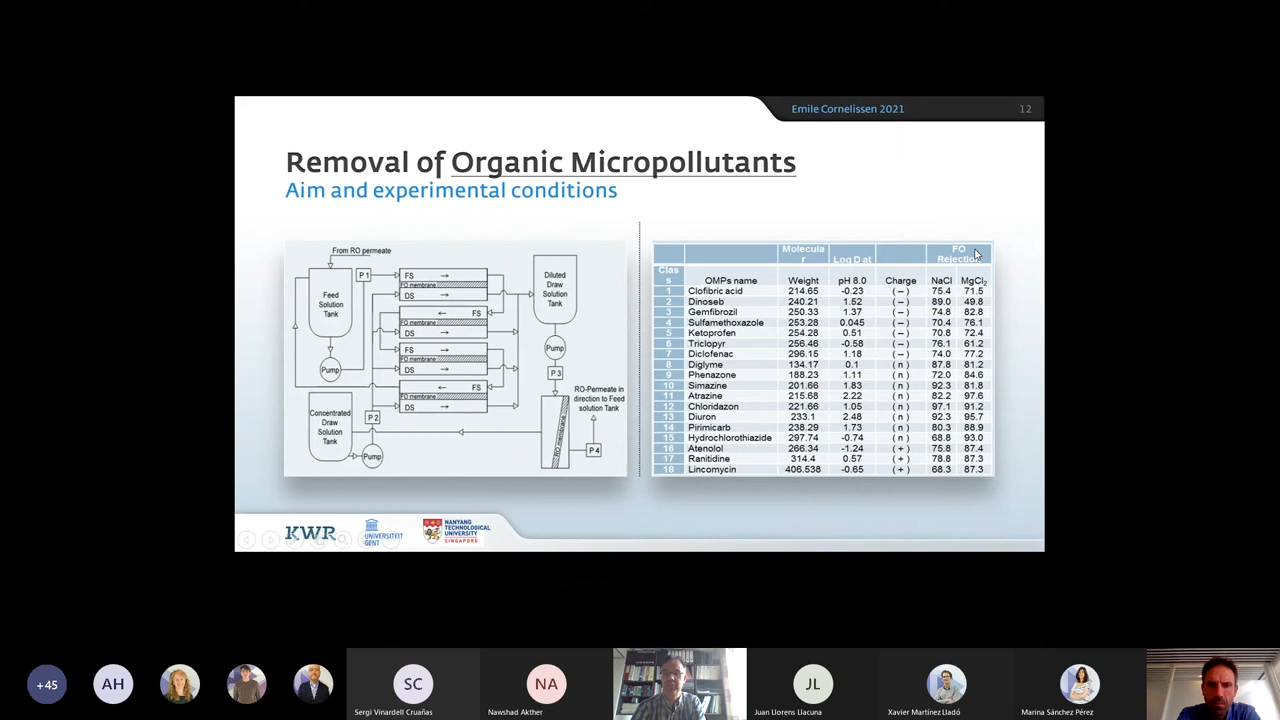 Emile Cornelissen 2021
12
Removal of Organic Micropollutants
Aim and experimental conditions
From RO permeate
P 1
Feed
Solution
Tank
Pump
FS
FO membrane
DS
FS
FO membrane
DS
FS
FO membrane
DS
FS
FO membrane
DS
Diluted
Draw
Solution
Tank
Pump
P 3
RO-Permeate in
direction to Feed
solution Tank
RO membrane
P 4
Concentrated
Draw
Solution
Tank
P 2
Pump
Molecula
r
Log D at
FO
Rejection
Clas
s
OMPs name
Weight
pH 8.0
Charge
NaCl
MgCl2
1 Clofibric acid 214.65 -0.23 ( – ) 75.4 71.5
2 Dinoseb 240.21 1.52 ( – ) 89.0 49.8
3 Gemfibrozil 250.33 1.37 ( – ) 74.8 82.8
4 Sulfamethoxazole 253.28 0.045 ( – ) 70.4 76.1
5 Ketoprofen 254.28 0.51 ( – ) 70.8 72.4
6 Triclopyr 256.46 -0.58 ( – ) 76.1 61.2
7 Diclofenac 296.15 1.18 ( – ) 74.0 77.2
8 Diglyme 134.17 0.1 ( n ) 87.8 81.2
9 Phenazone 188.23 1.11 ( n ) 72.0 84.6
10 Simazine 201.66 1.83 ( n ) 92.3 81.8
11 Atrazine 215.68 2.22 ( n ) 82.2 97.6
12 Chloridazon 221.66 1.05 ( n ) 97.1 91.2
13 Diuron 233.1 2.48 ( n ) 92.3 95.7
14 Pirimicarb 238.29 1.73 ( n ) 80.3 88.9
15 Hydrochlorothiazide 297.74 -0.74 ( n ) 68.8 93.0
16 Atenolol 266.34 -1.24 ( + ) 75.8 87.4
17 Ranitidine 314.4 0.57 ( + ) 78.8 87.3
18 Lincomycin 406.538 -0.65 ( + ) 68.3 87.3
KWR
UNIVERSITEIT
GENT
NANYANG
TECHNOLOGICAL
UNIVERSITY
SINGAPORE
+45
AH
SC
Sergi Vinardell Cruañas
NA
Nawshad Akther
JL
Juan Llorens Llacuna
Xavier Martínez Lladó
Marina Sánchez Pérez